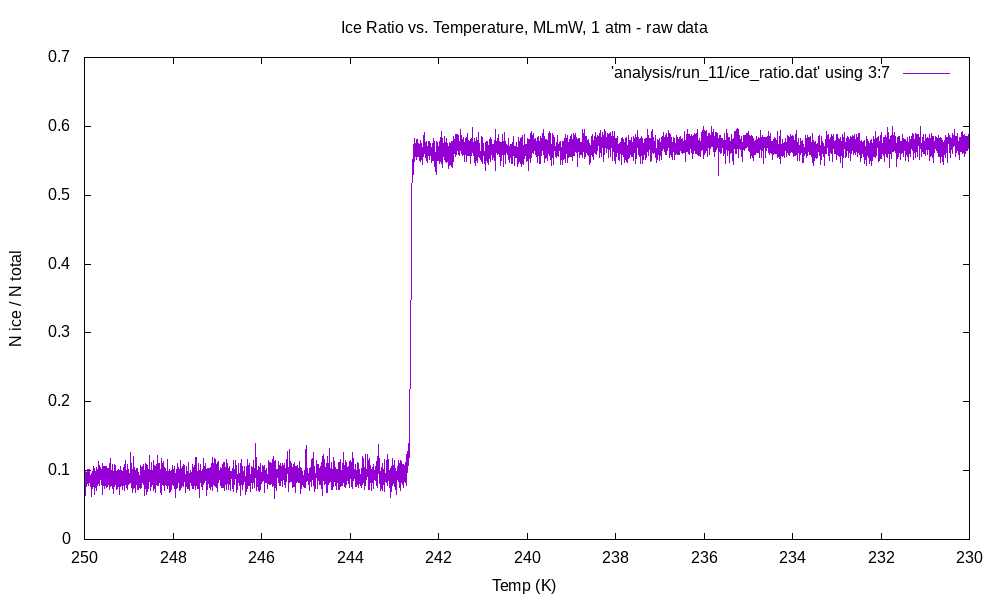 Ice Ratio vs. Temperature, MLmW, 1 atm - raw data
'analysis/run_11/ice_ratio.dat' using 3:7
0.7
0.6
0.5
0.4
0.3
0.2
0.1
0
N ice / N total
250 248 246 244 242 240 238 236 234 232 230
Temp (K)